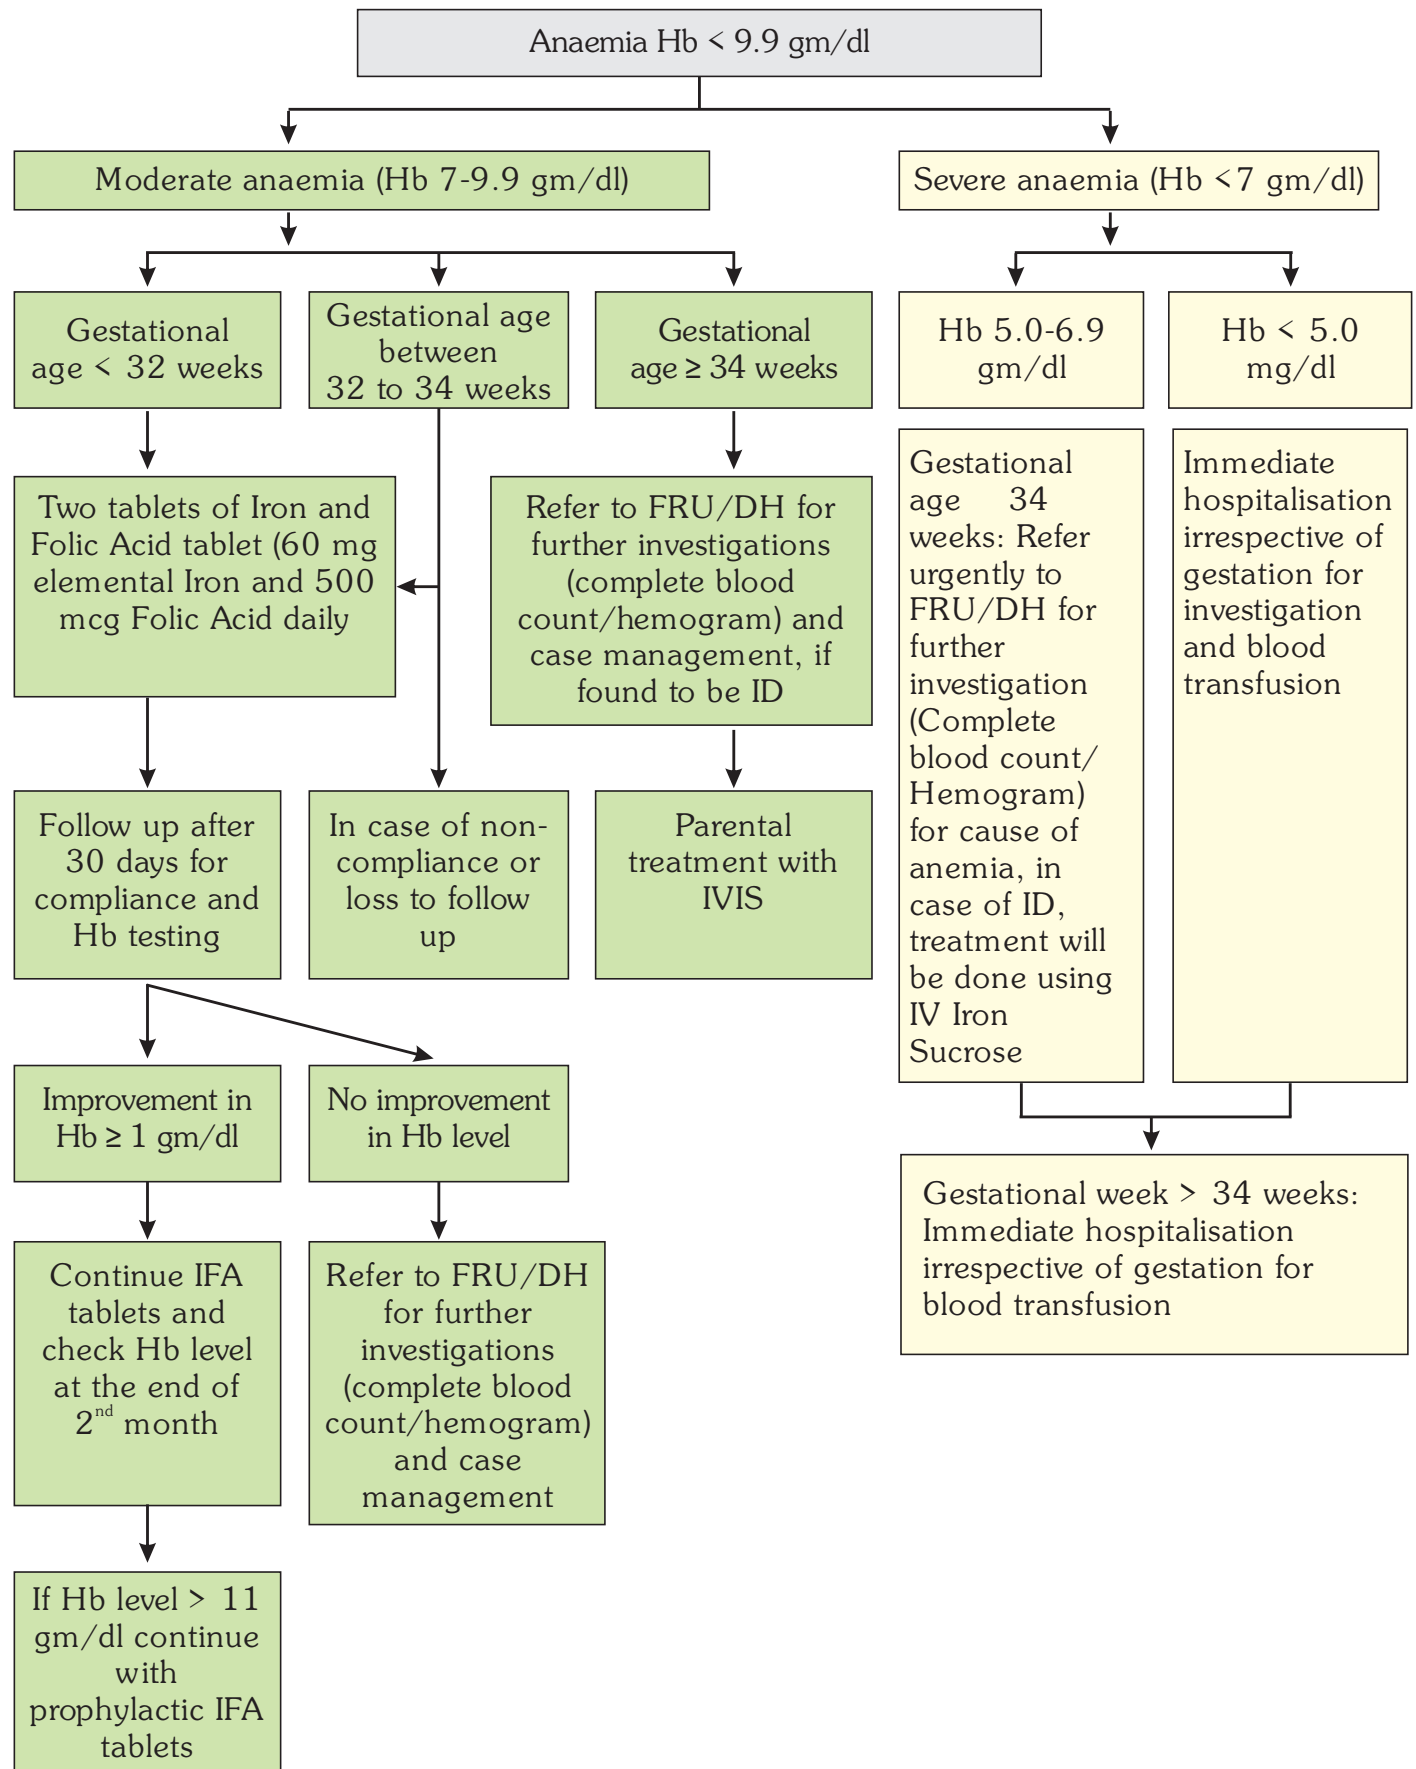 Anaemia Hb < 9.9 gm/dl
Moderate anaemia (Hb 7-9.9 gm/dl)
Severe anaemia (Hb <7 gm/dl)
Gestational
age < 32 weeks
Gestational age
between
32 to 34 weeks
Gestational
age ≥ 34 weeks
Hb 5.0-6.9
gm/dl
Hb < 5.0
mg/dl
Two tablets of Iron and
Folic Acid tablet (60 mg
elemental Iron and 500
mcg Folic Acid daily
Refer to FRU/DH for
further investigations
(complete blood
count/hemogram) and
case management, if
found to be ID
Gestational
age 34
weeks: Refer
urgently to
FRU/DH for
further
investigation
(Complete
blood count/
Hemogram)
for cause of
anemia, in
case of ID,
treatment will
be done using
IV Iron
Sucrose
Immediate
hospitalisation
irrespective of
gestation for
investigation
and blood
transfusion
Follow up after
30 days for
compliance and
Hb testing
In case of non-
compliance or
loss to follow
up
Parental
treatment with
IVIS
Improvement in
Hb ≥ 1 gm/dl
No improvement
in Hb level
Gestational week > 34 weeks:
Immediate hospitalisation
irrespective of gestation for
blood transfusion
Continue IFA
tablets and
check Hb level
at the end of
2nd month
Refer to FRU/DH
for further
investigations
(complete blood
count/hemogram)
and case
management
If Hb level > 11
gm/dl continue
with
prophylactic IFA
tablets